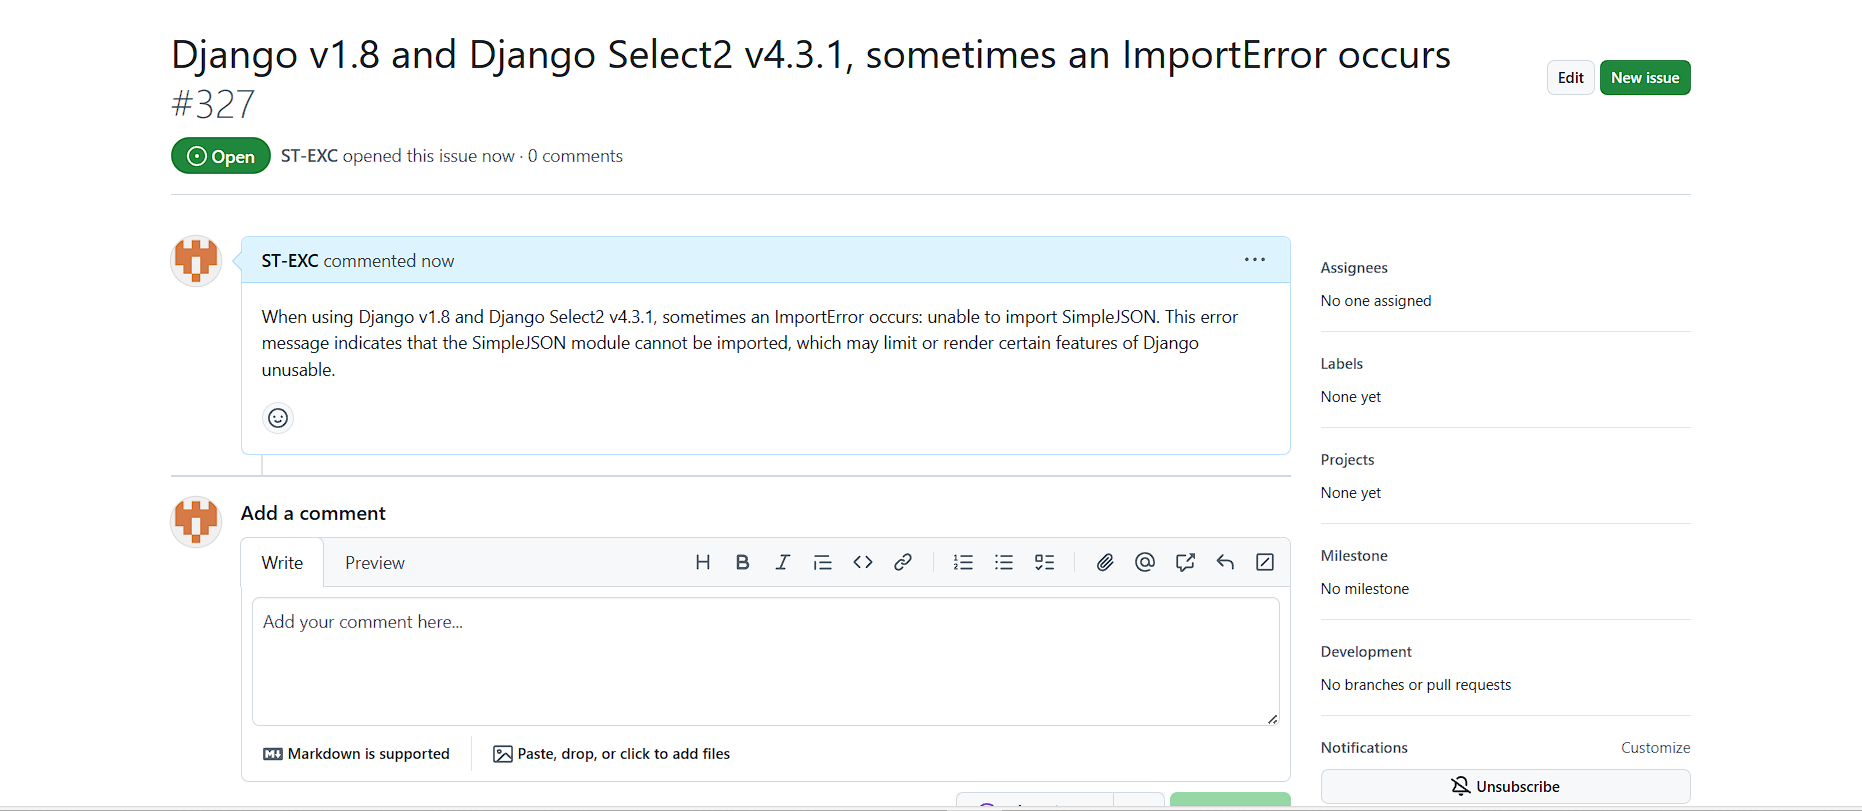 Django v1.8 and Django Select2 v4.3.1, sometimes an ImportError occurs
#327
Edit
New issue
Open
ST-EXC opened this issue now · 0 comments
ST-EXC commented now
When using Django v1.8 and Django Select2 v4.3.1, sometimes an ImportError occurs: unable to import SimpleJSON. This error
message indicates that the SimpleJSON module cannot be imported, which may limit or render certain features of Django
unusable.
Add a comment
Write
Preview
Add your comment here...
Markdown is supported
Paste, drop, or click to add files
Assignees
No one assigned
Labels
None yet
Projects
None yet
Milestone
No milestone
Development
No branches or pull requests
Notifications
Customize
Unsubscribe